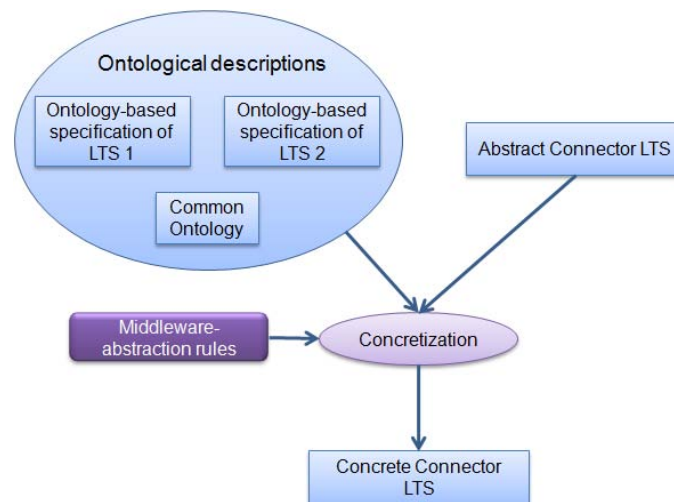 Ontological descriptions
Ontology-based
specification of
LTS 1
Ontology-based
specification of
LTS 2
Common
Ontology
Abstract Connector LTS
Middleware-
abstraction rules
Concretization
Concrete Connector
LTS